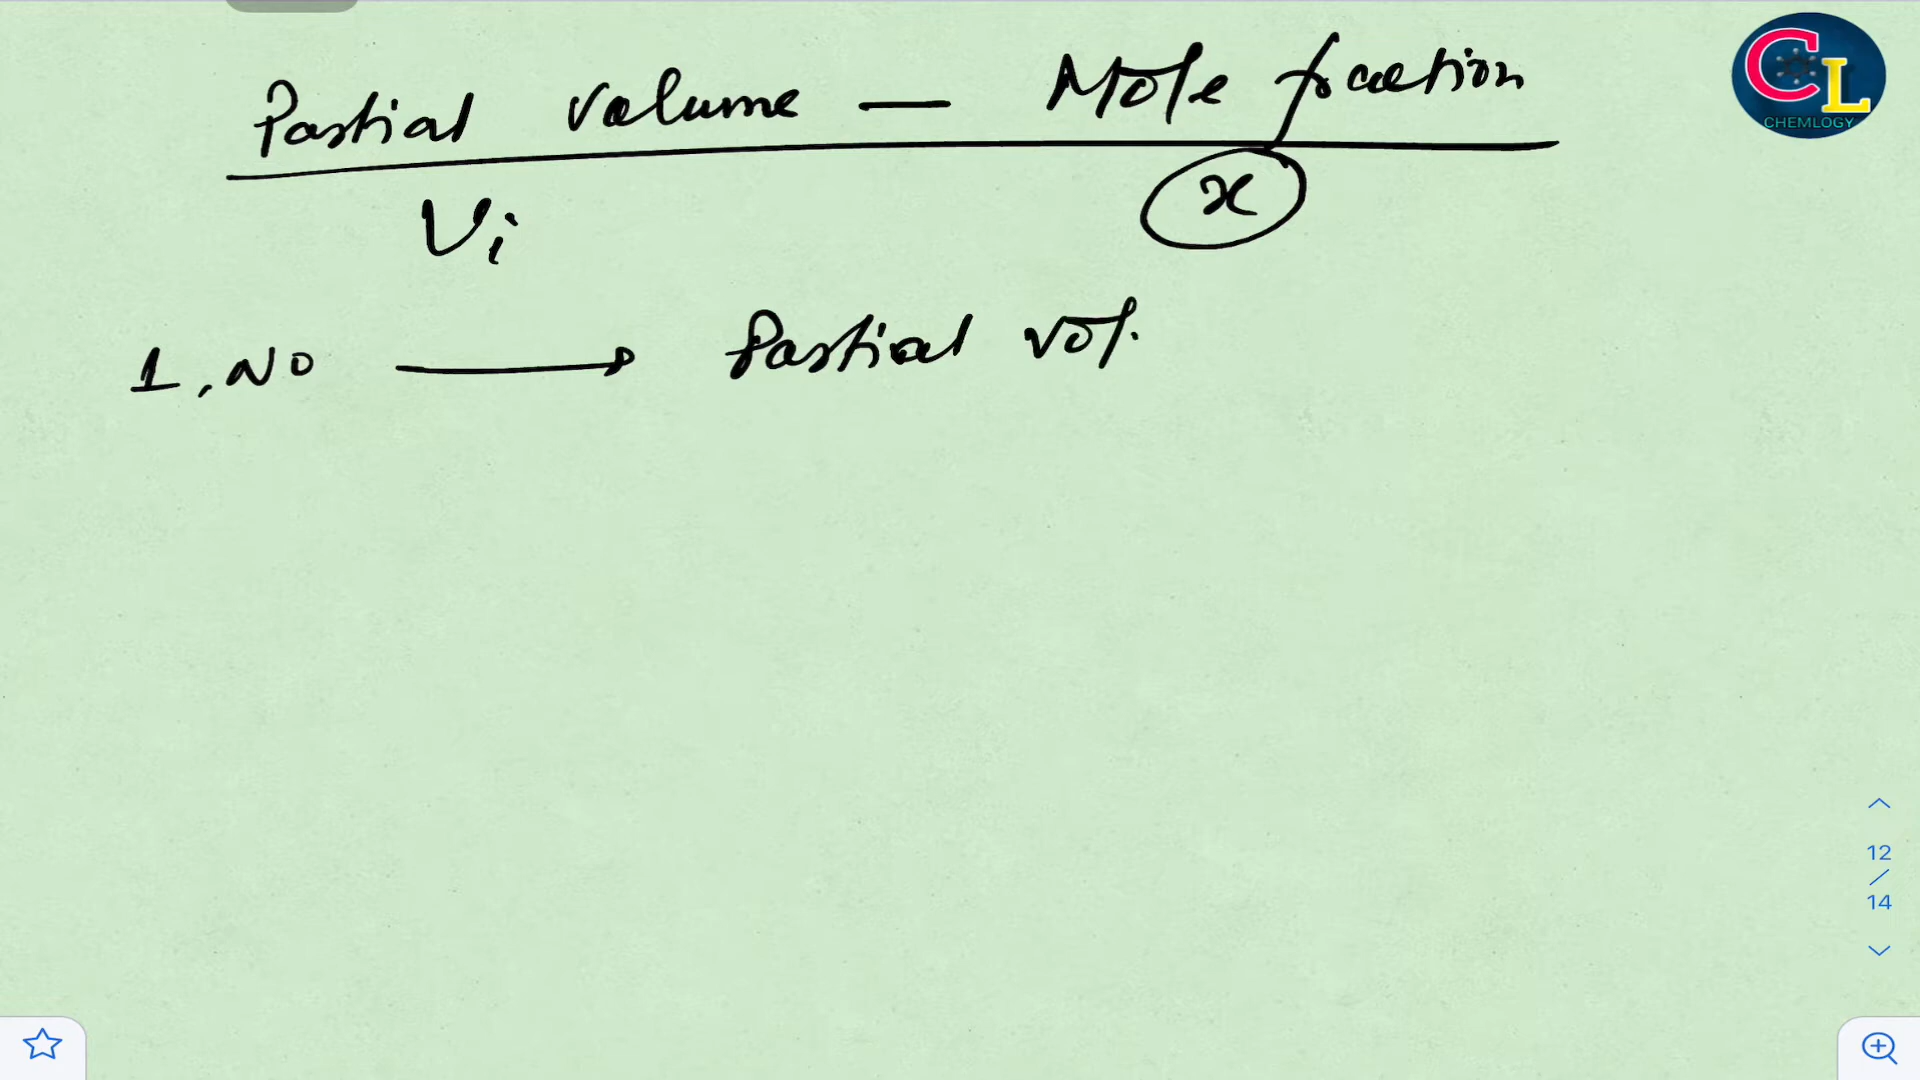 Partial volume — Mole fraction
Vi x
1, NO → Partial vol.
CL
CHEMLOGY
12
/
14